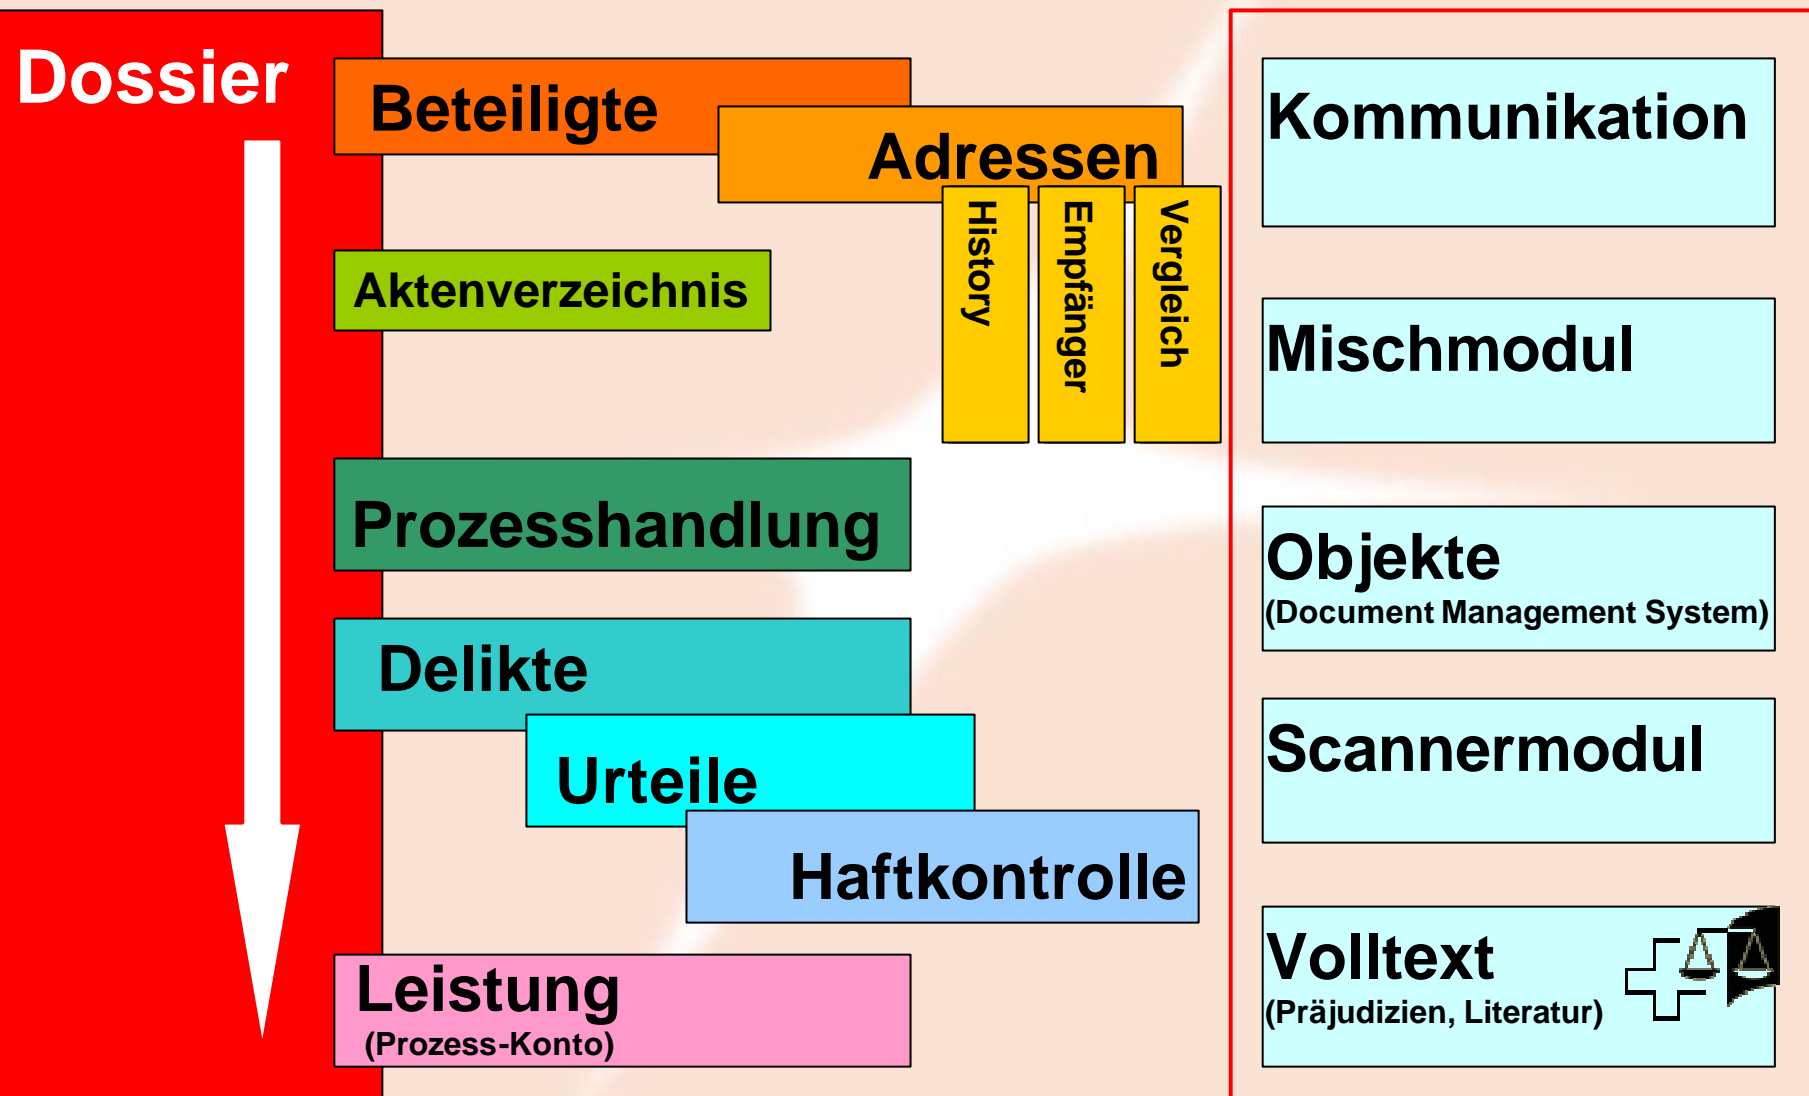 Dossier
Beteiligte
Adressen
History
Empfänger
Vergleich
Aktenverzeichnis
Prozesshandlung
Delikte
Urteile
Haftkontrolle
Leistung
(Prozess-Konto)
Kommunikation
Mischmodul
Objekte
(Document Management System)
Scannermodul
Volltext
(Präjudizien, Literatur)